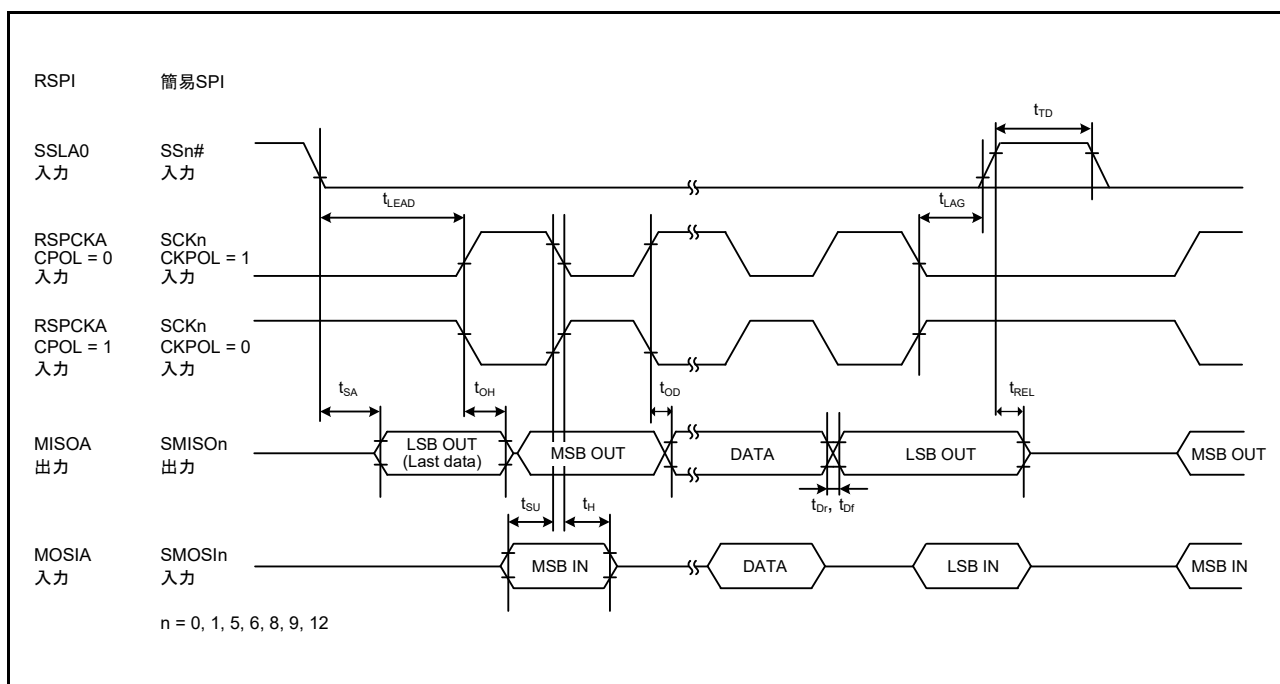 RSPI 簡易SPI
tTD
SSLA0 SSn#
入力 入力
tLEAD tLAG
RSPCKA SCKn
CPOL = 0 CKPOL = 1
入力 入力
RSPCKA SCKn
CPOL = 1 CKPOL = 0
入力 入力
tSA tOH tOD tREL
MISOA SMISOn
出力 出力
LSB OUT
(Last data)
MSB OUT DATA LSB OUT MSB OUT
tSU tH tDr, tDf
MOSIA SMOSIn
入力 入力
MSB IN DATA LSB IN MSB IN
n = 0, 1, 5, 6, 8, 9, 12